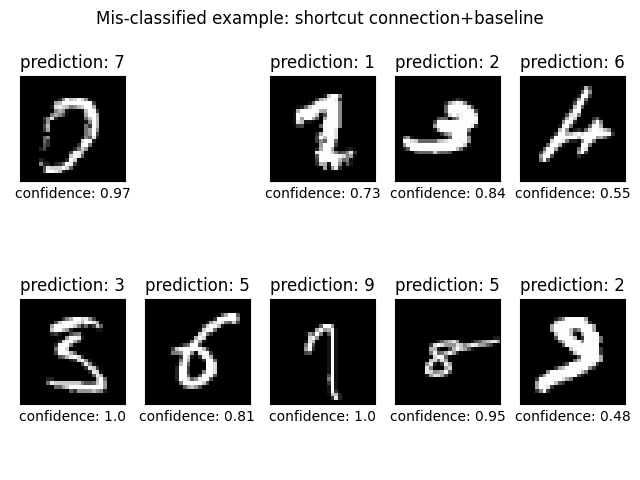 Mis-classified example: shortcut connection+baseline
prediction: 7 prediction: 1 prediction: 2 prediction: 6
confidence: 0.97 confidence: 0.73 confidence: 0.84 confidence: 0.55
prediction: 3 prediction: 5 prediction: 9 prediction: 5 prediction: 2
confidence: 1.0 confidence: 0.81 confidence: 1.0 confidence: 0.95 confidence: 0.48